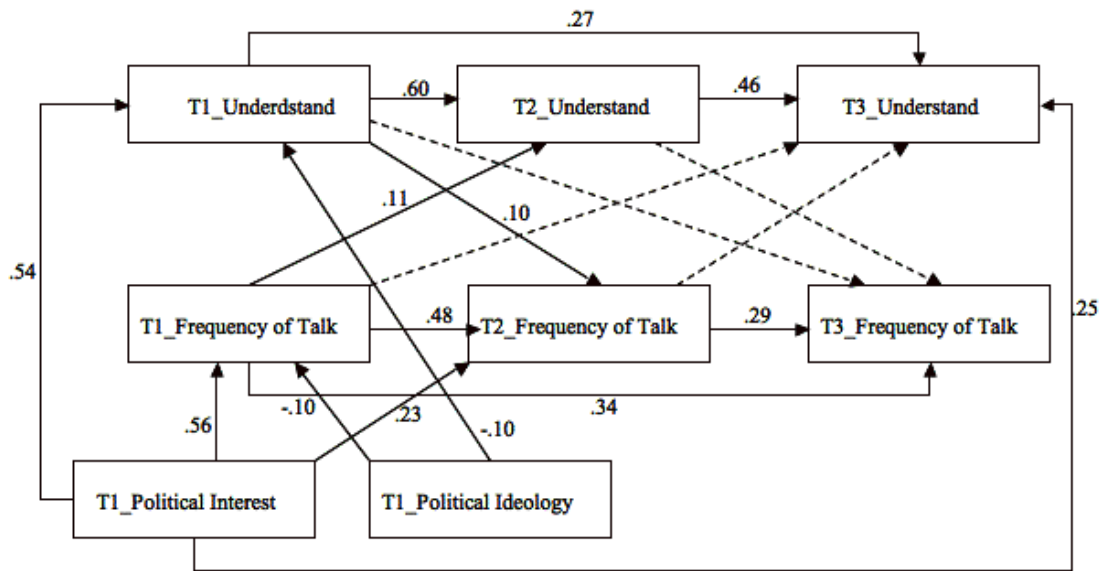 .27
T1_Underdstand
.60
T2_Understand
.46
T3_Understand
.11
.10
.54
.25
T1_Frequency of Talk
.48
T2_Frequency of Talk
.29
T3_Frequency of Talk
.56
-.10
.23
-.10
.34
T1_Political Interest
T1_Political Ideology